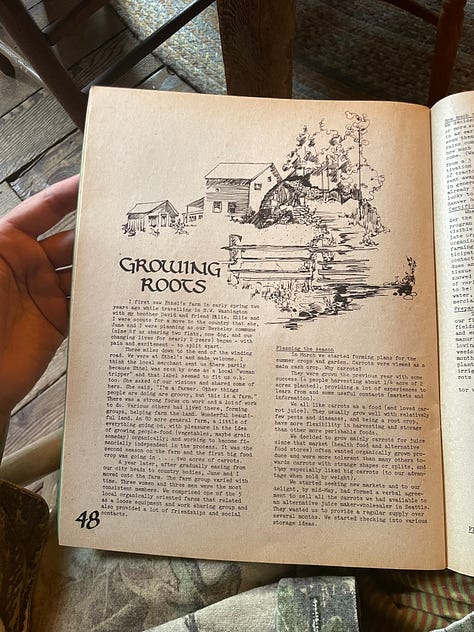 GROWING
ROOTS
I first saw Ethel's farm in early spring two
years ago while travelling in N.W. Washington
with my brother David and friend Ellie. Ellie and
I were scouts for a move to the country that she,
June and I were planning as our Berkeley commune
(six of us sharing two flats, one dog, and our
changing lives for nearly 2 years) began - with
pain and excitement - to split apart.
Three miles down to the end of the winding
road. We were at Ethel's and made welcome. I
think the local merchant sent us there partly
because Ethel was seen by some as a local "woman
tripper" and that label seemed to fit us o.k.
too. She asked of our visions and shared some of
hers. She said, "I'm a farmer. Other things
people are doing are groovy, but this is a farm."
There was a strong focus on work and a lot of work
to do. Various others had lived there, forming
groups, helping farm the land. Wonderful beauti-
ful land. An 80 acre general farm, a little of
everything going on, with pleasure in the idea
of growing people-food (vegetables, maybe grain
someday) organically; and working to become fi-
nancially independent in the process. It was the
second season on the farm and the first big food
crop was going in . . . two acres of carrots.
A year later, after gradually easing from
our city heads to country bodies, June and I
moved onto the farm. The farm group varied with
time. Three women and three men were the most
consistent members. We comprised one of the 5
local organically oriented farms that related
as a loose equipment and work sharing group and
also provided a lot of friendships and social
contacts.
48
Planning the season
In March we started forming plans for the
summer crops and garden. Carrots were viewed as a
main cash crop. Why carrots?
They were grown the previous year with some
success (4 people harvesting about 1/4 acre of 2
acres planted), providing a lot of experiences to
learn from and some useful contacts (markets and
information).
We all love carrots as a food (and loved car-
rot juice). They usually grow well with relatively
few pests and diseases, and being a root crop,
have more flexibility in harvesting and storage
than other more perishable foods.
We decided to grow mainly carrots for juice
since that market (health food and alternative
food stores) often wanted organically grown pro-
duce and were more tolerant than many others to-
wards carrots with strange shapes or splits, and
they especially liked big carrots (to our advan-
tage when sold by weight).
We started seeking new markets and to our
delight, by mid-May, had formed a verbal agree-
ment to sell all the carrots we had available to
an alternative juice maker-wholesaler in Seattle.
They wanted us to provide a regular supply over
several months. We started checking into various
storage ideas.